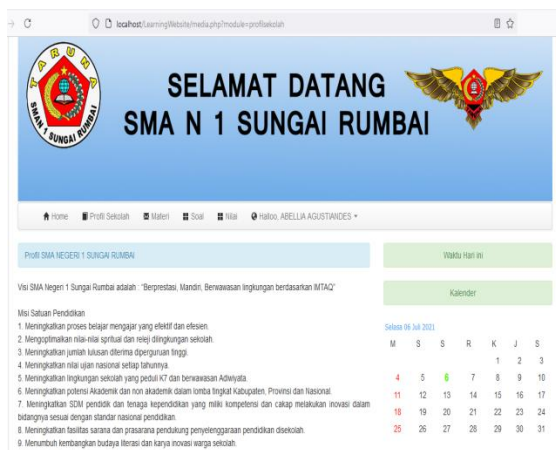 localhost/LearningWebsite/media.php?module=profilsekolah
TARUNA
SMAN 1 SUNGAI RUMBAI
SELAMAT DATANG
SMA N 1 SUNGAI RUMBAI
Home Profil Sekolah Materi Soal Nilai Halloo, ABELLIA AGUSTIANDES
Profil SMA NEGERI 1 SUNGAI RUMBAI
Visi SMA Negeri 1 Sungai Rumbai adalah : "Berprestasi, Mandiri, Berwawasan lingkungan berdasarkan IMTAQ"
Misi Satuan Pendidikan
1. Meningkatkan proses belajar mengajar yang efektif dan efesien.
2. Mengoptimalkan nilai-nilai spritual dan releji dilingkungan sekolah.
3. Meningkatkan jumlah lulusan diterima diperguruan tinggi.
4. Meningkatkan nilai ujian nasional setiap tahunnya.
5. Meningkatkan lingkungan sekolah yang peduli K7 dan berwawasan Adiwyata.
6. Meningkatkan potensi Akademik dan non akademik dalam lomba tingkat Kabupaten, Provinsi dan Nasional.
7. Meningkatkan SDM pendidik dan tenaga kependidikan yang miliki kompetensi dan cakap melakukan inovasi dalam
bidangnya sesuai dengan standar nasional pendidikan.
8. Meningkatkan fasilitas sarana dan prasarana pendukung penyelenggaraan pendidikan disekolah.
9. Menumbuh kembangkan budaya literasi dan karya inovasi warga sekolah.
Waktu Hari ini
Kalender
Selasa 06 Juli 2021
M S S R K J S
1 2 3
4 5 6 7 8 9 10
11 12 13 14 15 16 17
18 19 20 21 22 23 24
25 26 27 28 29 30 31